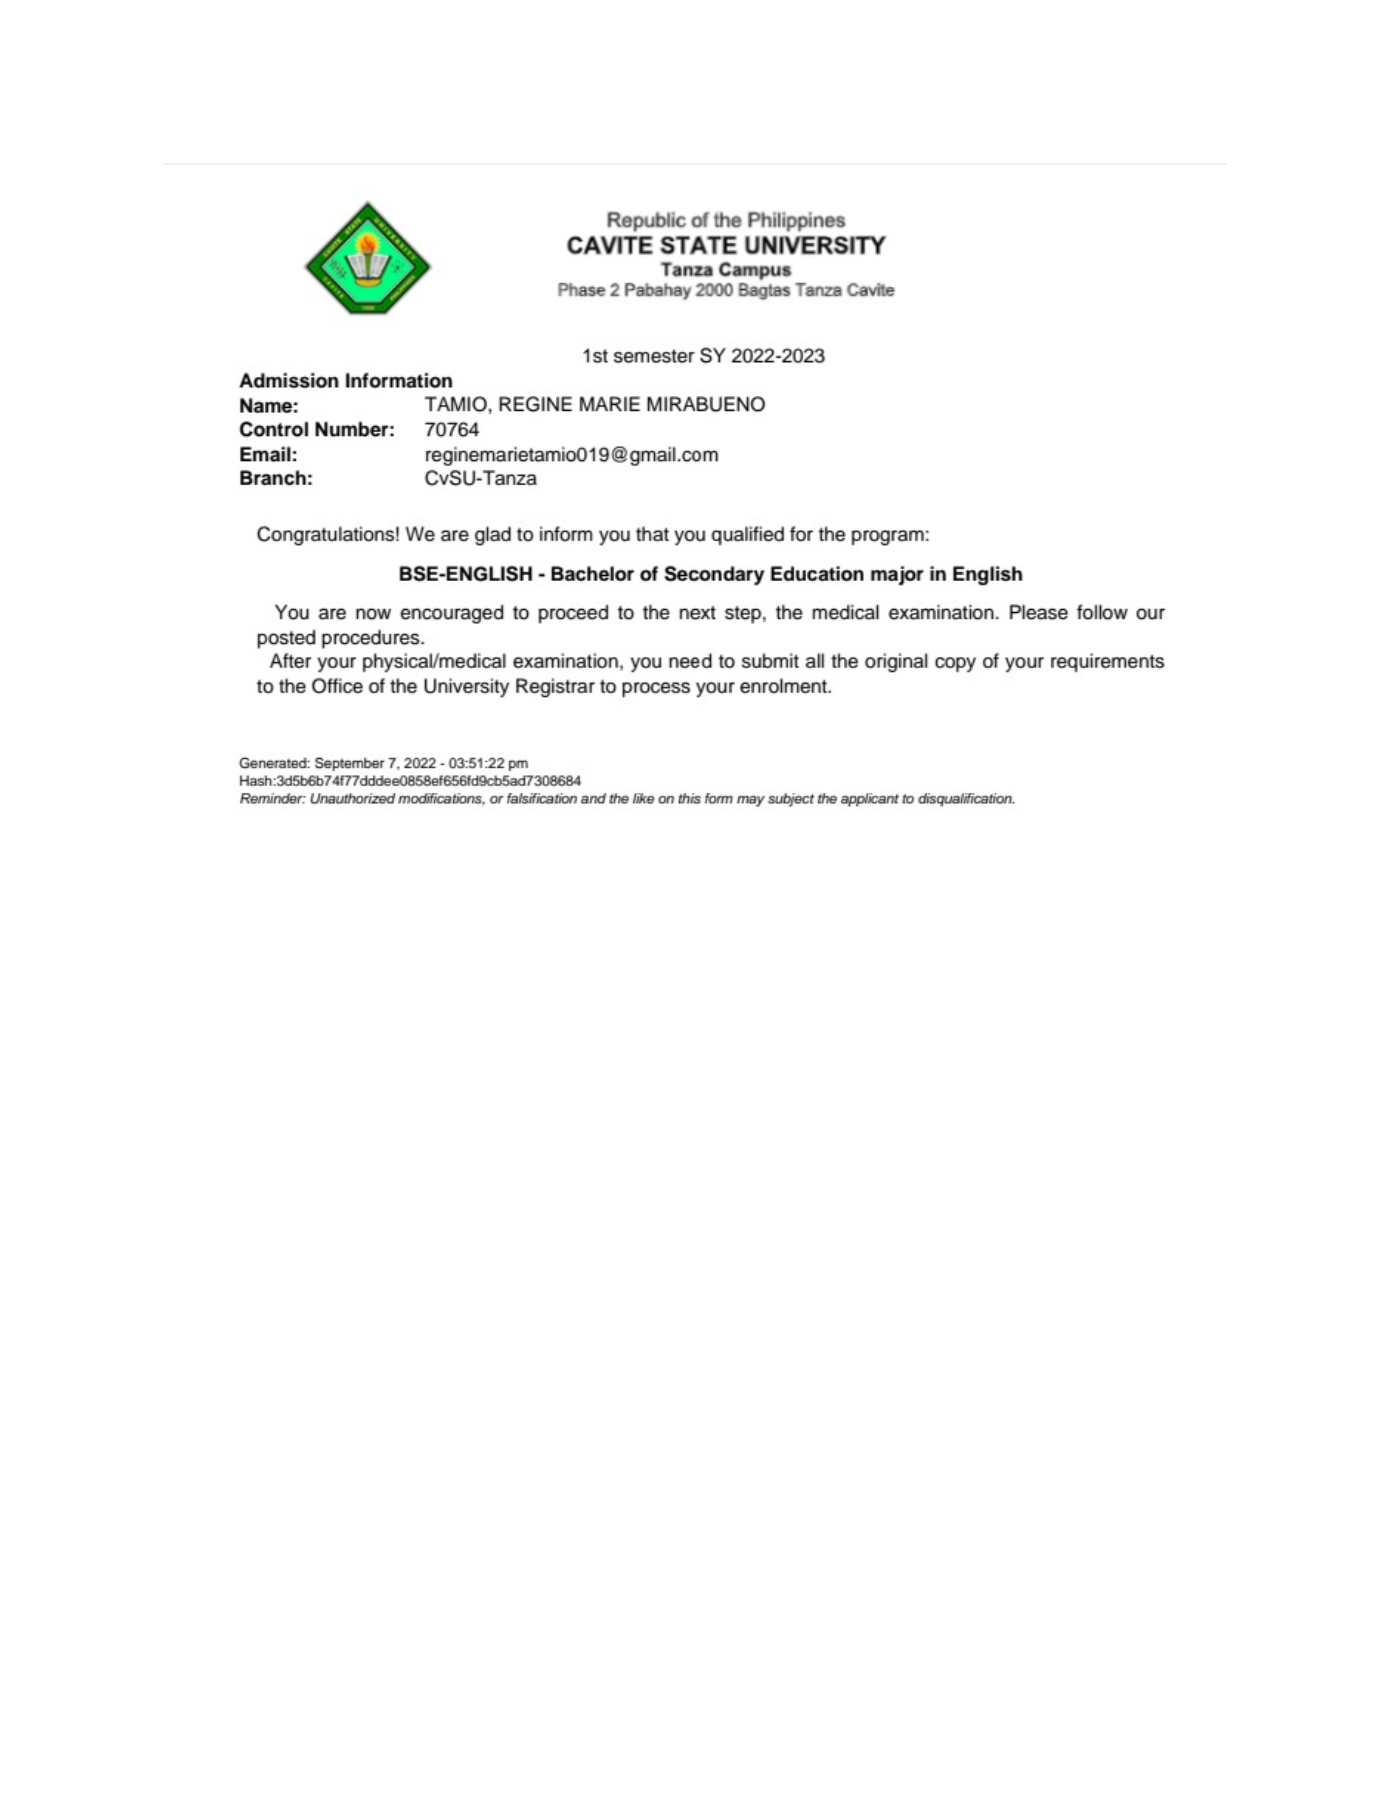 CAVITE STATE UNIVERSITY
Republic of the Philippines
CAVITE STATE UNIVERSITY
Tanza Campus
Phase 2 Pabahay 2000 Bagtas Tanza Cavite
1st semester SY 2022-2023
Admission Information
Name: TAMIO, REGINE MARIE MIRABUENO
Control Number: 70764
Email: reginemarietamio019@gmail.com
Branch: CvSU-Tanza
Congratulations! We are glad to inform you that you qualified for the program:
BSE-ENGLISH - Bachelor of Secondary Education major in English
You are now encouraged to proceed to the next step, the medical examination. Please follow our
posted procedures.
After your physical/medical examination, you need to submit all the original copy of your requirements
to the Office of the University Registrar to process your enrolment.
Generated: September 7, 2022 - 03:51:22 pm
Hash:3d5b6b74f77dddee0858ef656fd9cb5ad7308684
Reminder: Unauthorized modifications, or falsification and the like on this form may subject the applicant to disqualification.